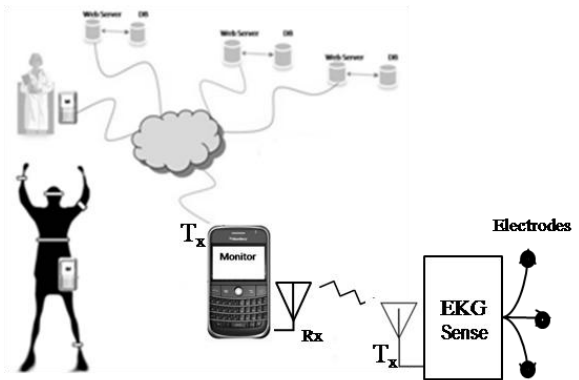 Web Server
DB
Web Server
DB
Web Server
DB
Tx
Monitor
Rx
Tx
EKG
Sense
Electrodes